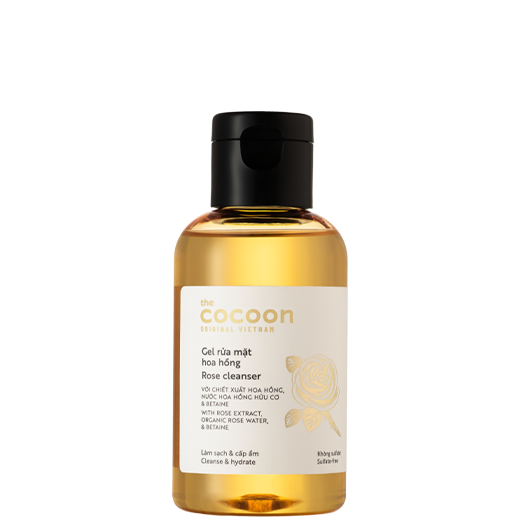 the
cocoon
ORIGINAL VIETNAM
Gel rửa mặt
hoa hồng
Rose cleanser
VỚI CHIẾT XUẤT HOA HỒNG,
NƯỚC HOA HỒNG HỮU CƠ
& BETAINE
WITH ROSE EXTRACT,
ORGANIC ROSE WATER,
& BETAINE
Làm sạch & cấp ẩm
Cleanse & hydrate
Không sulfate
Sulfate-free